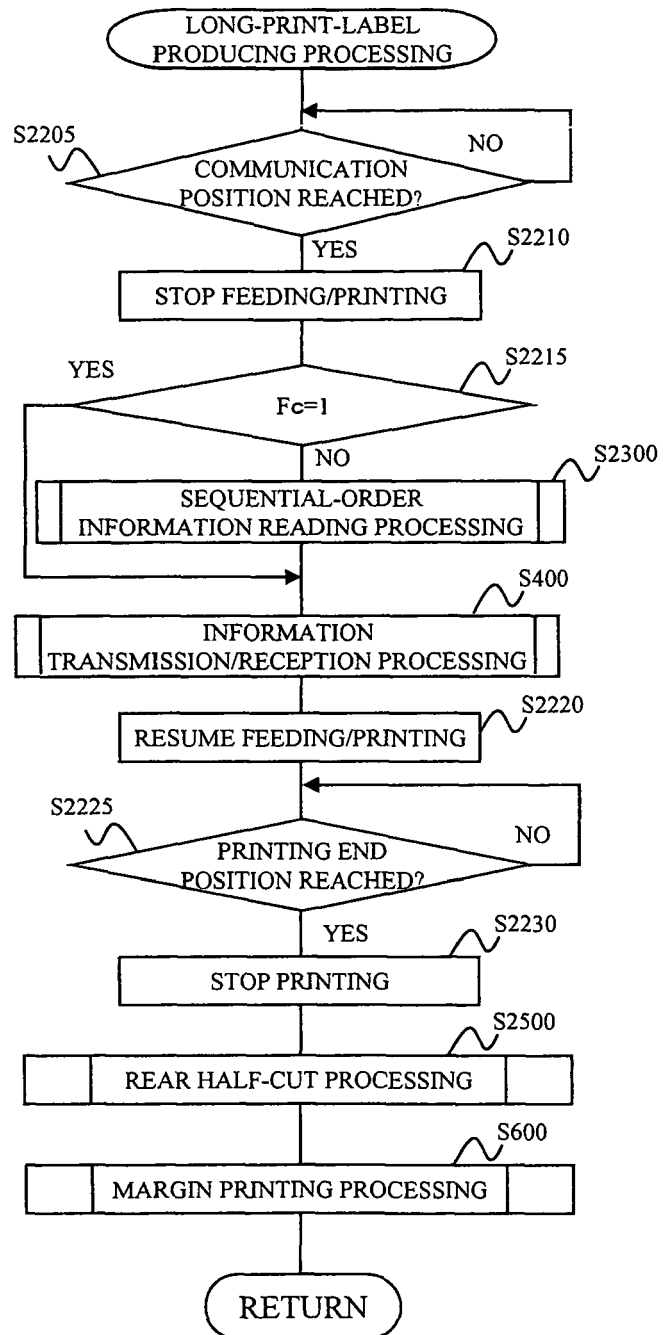 LONG-PRINT-LABEL
PRODUCING PROCESSING
S2205
NO
COMMUNICATION
POSITION REACHED?
YES
S2210
STOP FEEDING/PRINTING
YES
S2215
Fc=1
NO
S2300
SEQUENTIAL-ORDER
INFORMATION READING PROCESSING
S400
INFORMATION
TRANSMISSION/RECEPTION PROCESSING
S2220
RESUME FEEDING/PRINTING
S2225
NO
PRINTING END
POSITION REACHED?
YES
S2230
STOP PRINTING
S2500
REAR HALF-CUT PROCESSING
S600
MARGIN PRINTING PROCESSING
RETURN